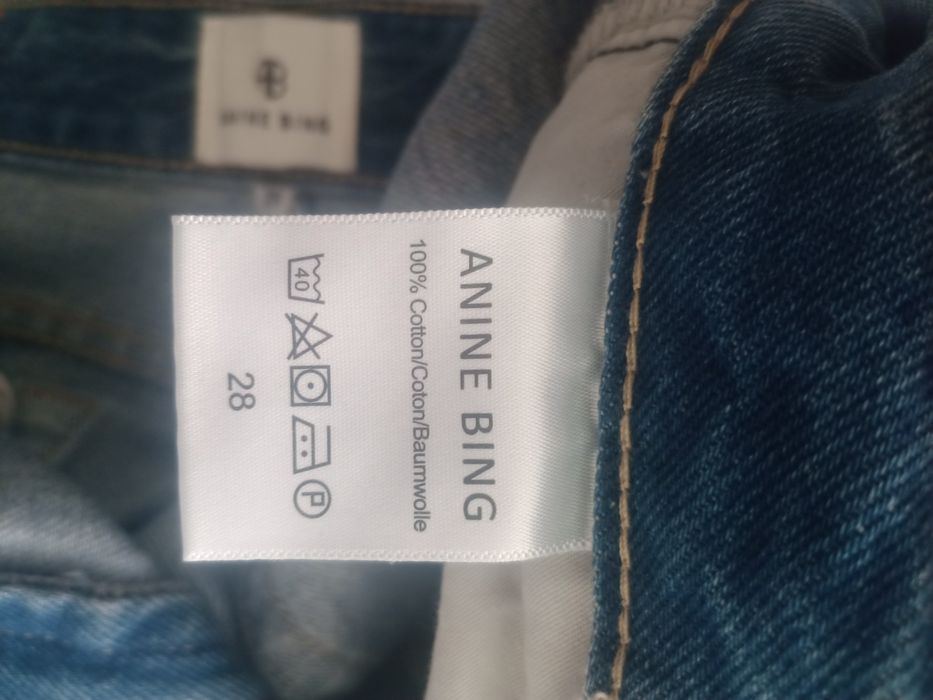 ANINE BING
ANINE BING
100% Cotton/Coton/Baumwolle
40
P
28